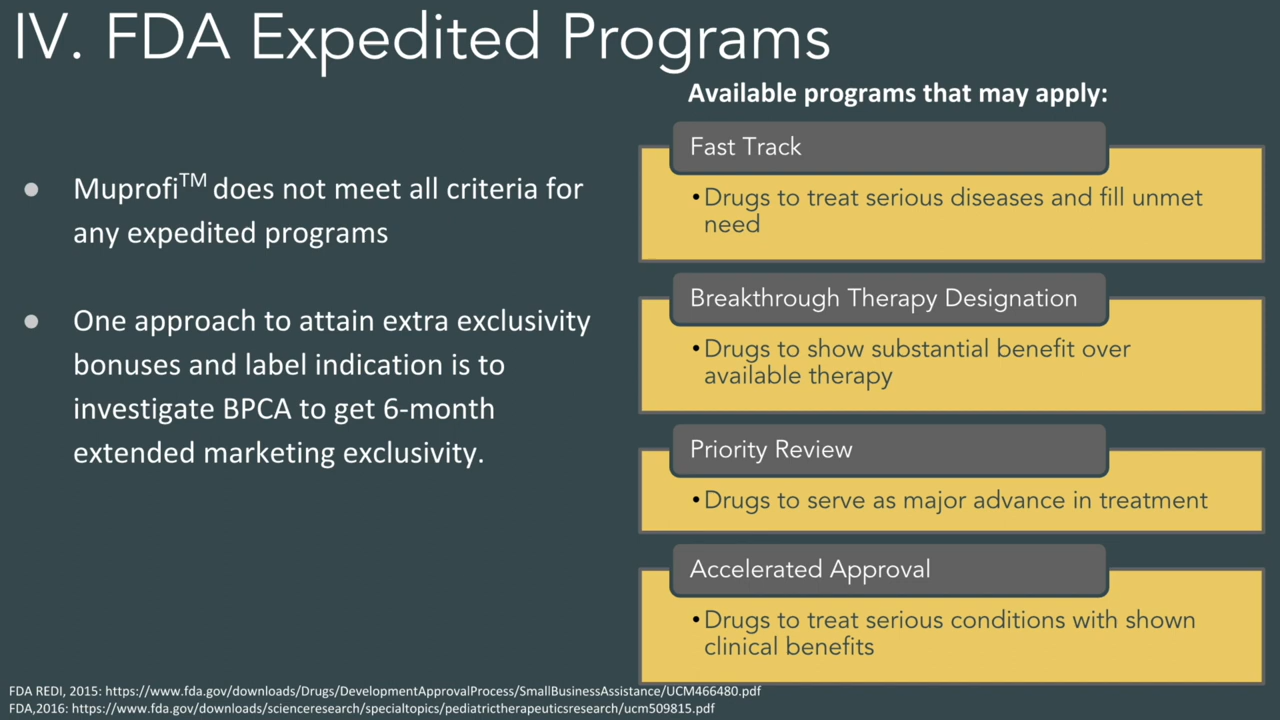 IV. FDA Expedited Programs
● Muprofi™ does not meet all criteria for
any expedited programs
● One approach to attain extra exclusivity
bonuses and label indication is to
investigate BPCA to get 6-month
extended marketing exclusivity.
Available programs that may apply:
Fast Track
• Drugs to treat serious diseases and fill unmet
need
Breakthrough Therapy Designation
• Drugs to show substantial benefit over
available therapy
Priority Review
• Drugs to serve as major advance in treatment
Accelerated Approval
• Drugs to treat serious conditions with shown
clinical benefits
FDA REDI, 2015: https://www.fda.gov/downloads/Drugs/DevelopmentApprovalProcess/SmallBusinessAssistance/UCM466480.pdf
FDA,2016: https://www.fda.gov/downloads/scienceresearch/specialtopics/pediatrictherapeuticsresearch/ucm509815.pdf